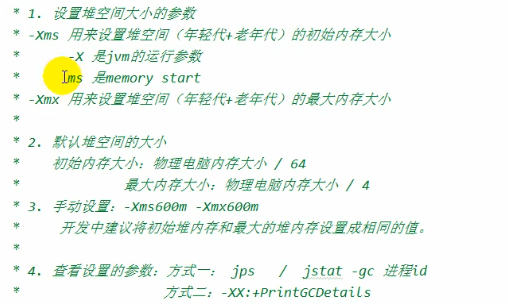 * 1. 设置堆空间大小的参数
* -Xms 用来设置堆空间（年轻代+老年代）的初始内存大小
*      -X 是jvm的运行参数
*      ms 是memory start
* -Xmx 用来设置堆空间（年轻代+老年代）的最大内存大小
*
* 2. 默认堆空间的大小
*    初始内存大小：物理电脑内存大小 / 64
*             最大内存大小：物理电脑内存大小 / 4
* 3. 手动设置：-Xms600m -Xmx600m
*     开发中建议将初始堆内存和最大的堆内存设置成相同的值。
*
* 4. 查看设置的参数：方式一： jps   /  jstat -gc 进程id
*                  方式二：-XX:+PrintGCDetails